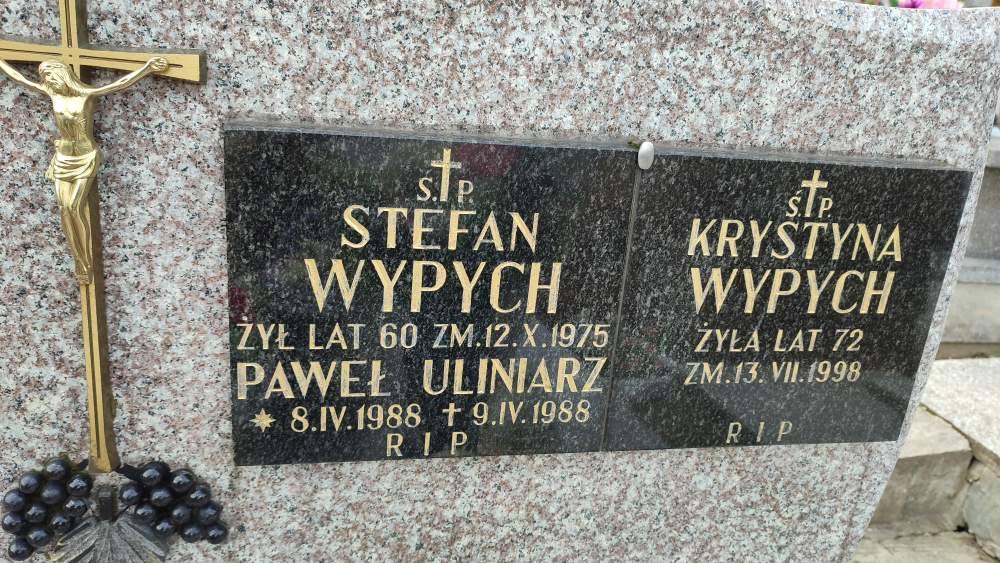 Ś.P.
STEFAN
WYPYCH
ŻYŁ LAT 60 ZM.12.X.1975
PAWEŁ ULINIARZ
8.IV.1988 9.IV.1988
R I P
Ś.P.
KRYSTYNA
WYPYCH
ŻYŁA LAT 72
ZM.13.VII.1998
R I P